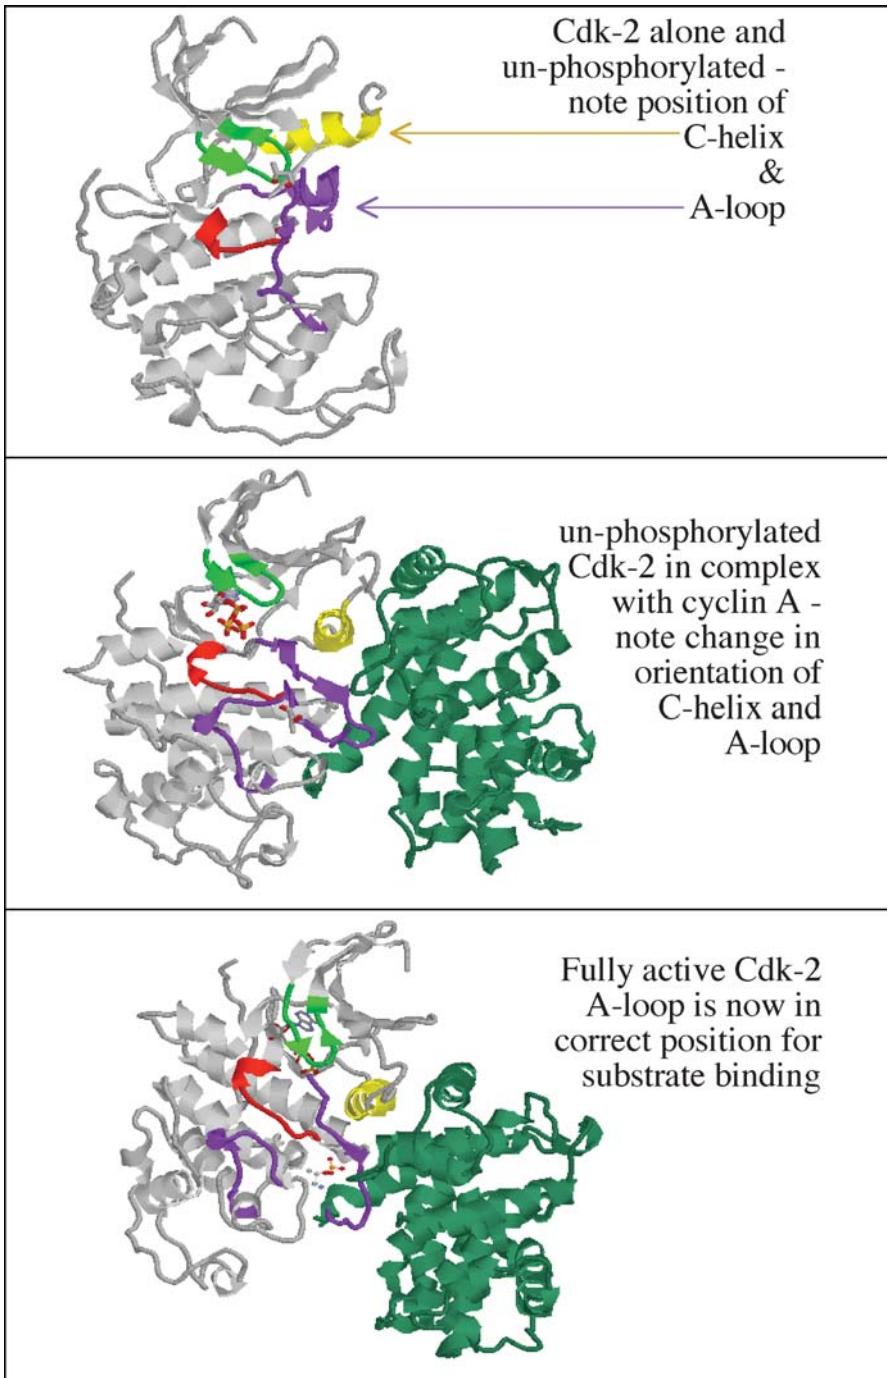 Cdk-2 alone and
un-phosphorylated -
note position of
C-helix
&
A-loop
un-phosphorylated
Cdk-2 in complex
with cyclin A -
note change in
orientation of
C-helix and
A-loop
Fully active Cdk-2
A-loop is now in
correct position for
substrate binding